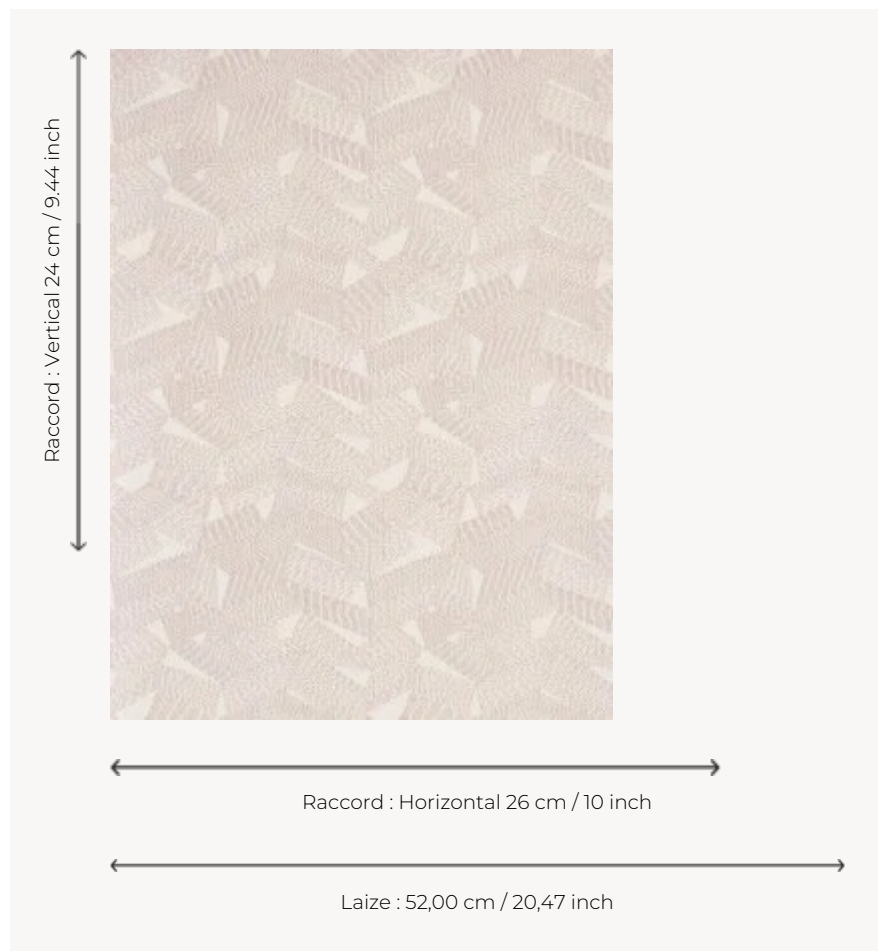 Raccord : Vertical 24 cm / 9.44 inch
Raccord : Horizontal 26 cm / 10 inch
Laize : 52,00 cm / 20,47 inch